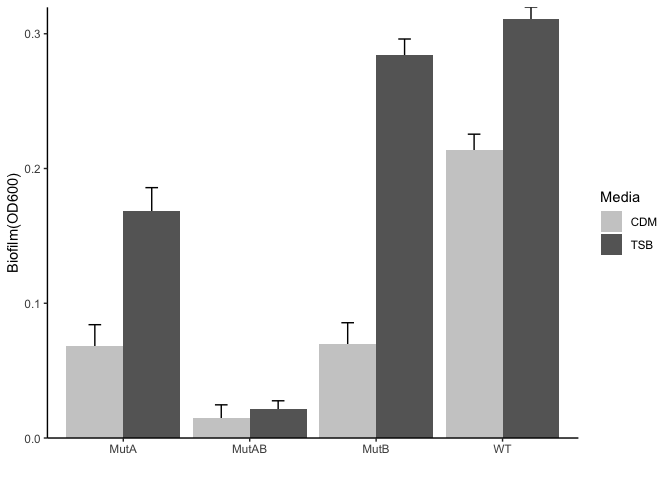 Biofilm(OD600)
0.3
0.2
0.1
0.0
MutA MutAB MutB WT
Media
CDM
TSB